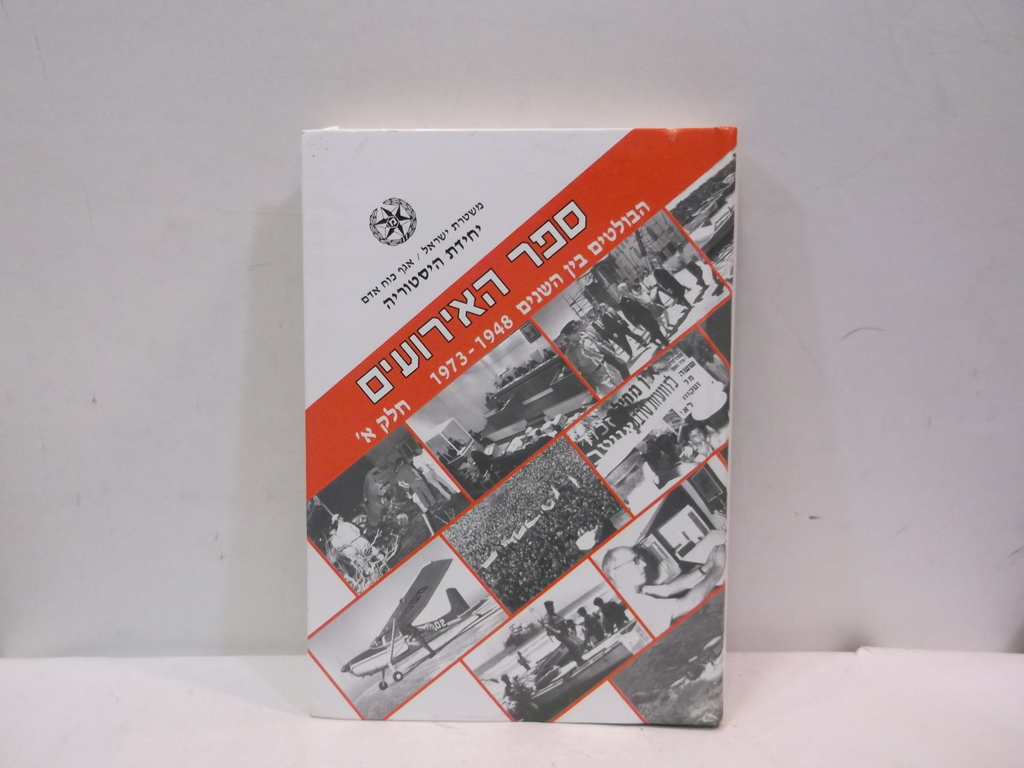 משטרת ישראל / אגף כוח אדם
יחידת היסטוריה
ספר האירועים
הבולטים בין השנים 1948 - 1973
חלק א'